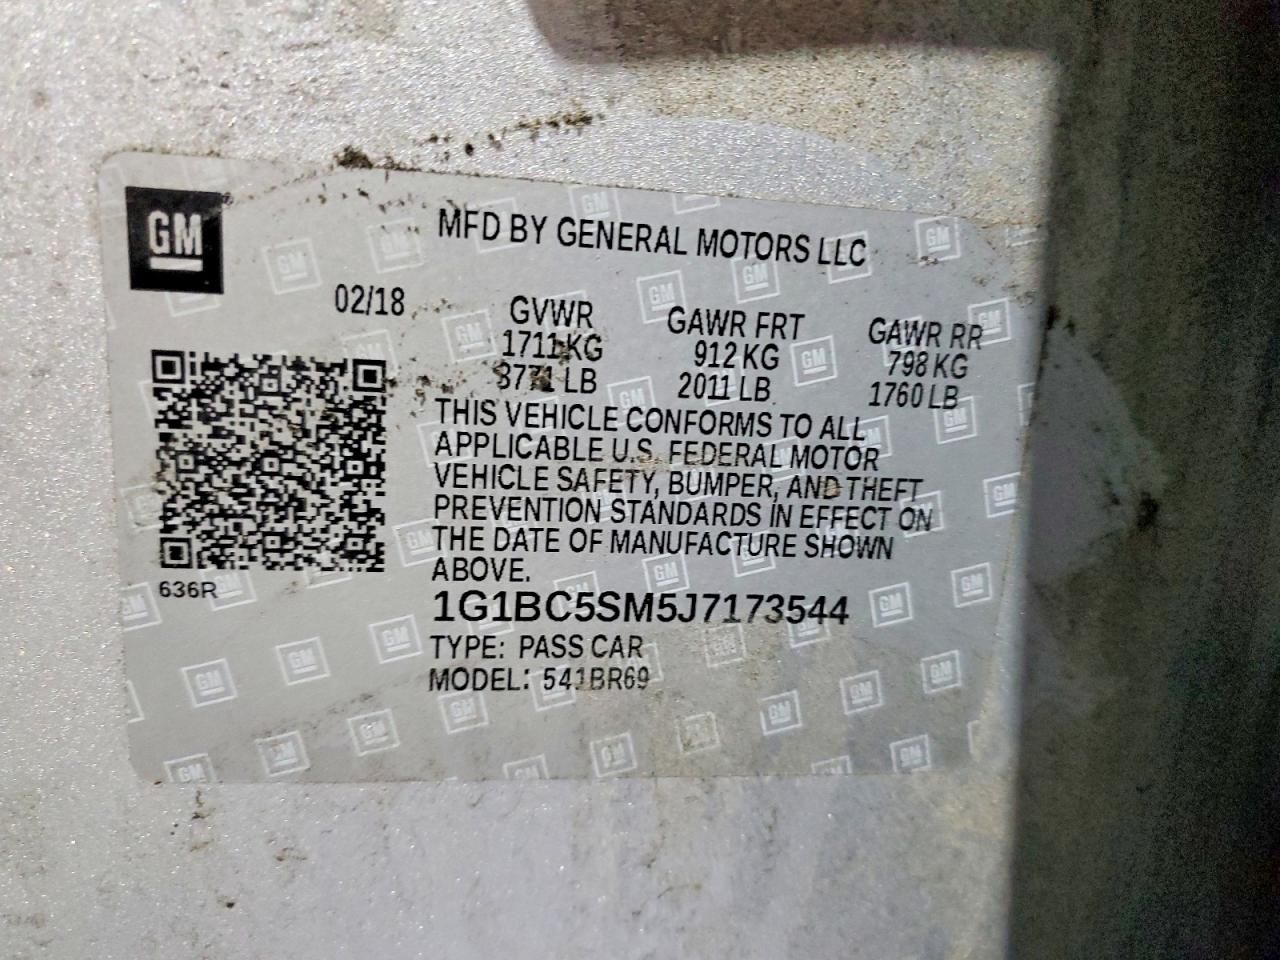 GM
MFD BY GENERAL MOTORS LLC
02/18
GVWR GAWR FRT GAWR RR
1711 KG 912 KG 798 KG
3771 LB 2011 LB 1760 LB
THIS VEHICLE CONFORMS TO ALL
APPLICABLE U.S. FEDERAL MOTOR
VEHICLE SAFETY, BUMPER, AND THEFT
PREVENTION STANDARDS IN EFFECT ON
THE DATE OF MANUFACTURE SHOWN
ABOVE.
636R
1G1BC5SM5J7173544
TYPE: PASS CAR
MODEL: 541BR69